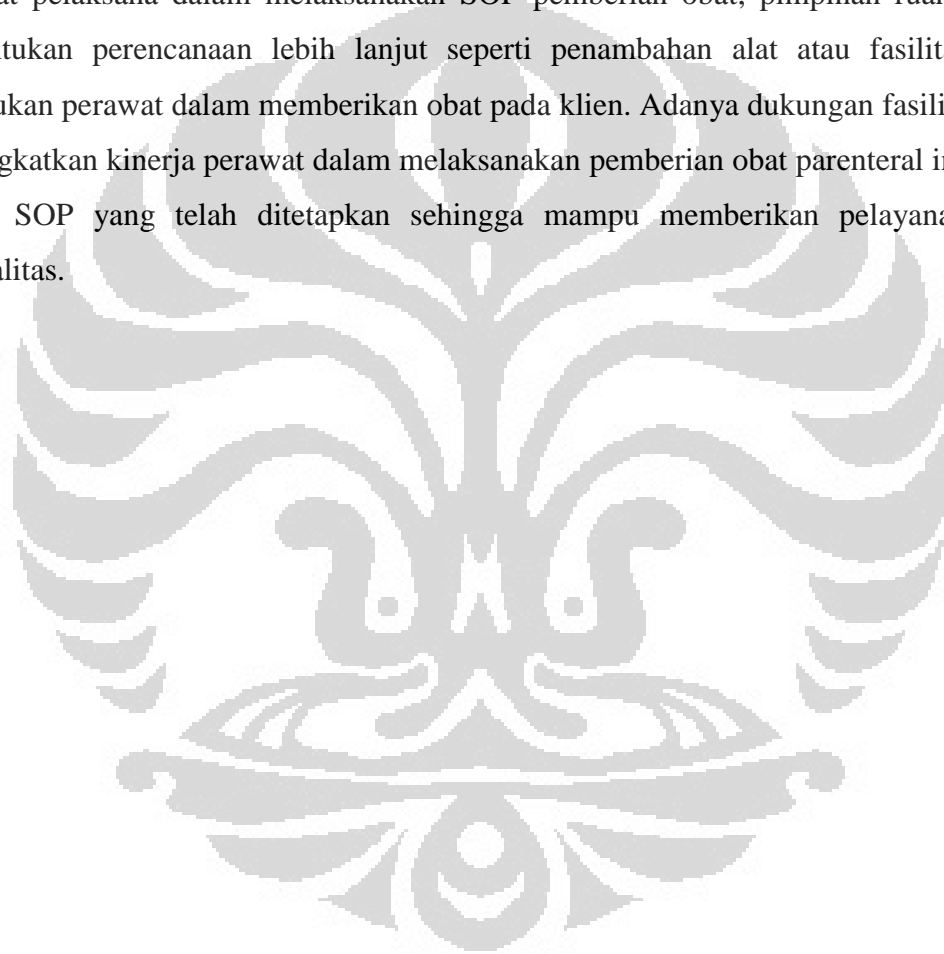 at pelaksana dalam melaksanakan SOP pemberian obat, pimpinan rua
tukan perencanaan lebih lanjut seperti penambahan alat atau fasilita
ukan perawat dalam memberikan obat pada klien. Adanya dukungan fasili
gkatkan kinerja perawat dalam melaksanakan pemberian obat parenteral in
SOP yang telah ditetapkan sehingga mampu memberikan pelayana
alitas.